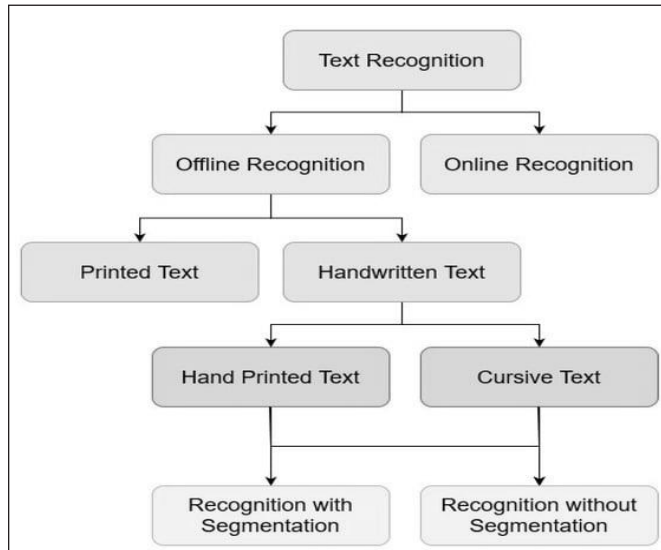 Text Recognition
Offline Recognition
Online Recognition
Printed Text
Handwritten Text
Hand Printed Text
Cursive Text
Recognition with
Segmentation
Recognition without
Segmentation